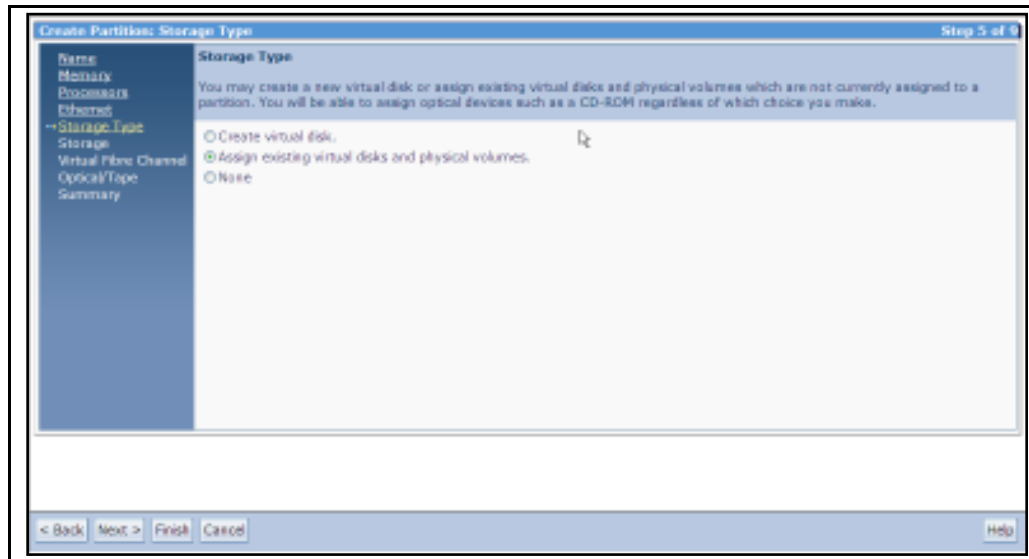 Create Partition: Storage Type
Step 5 of 9
Name
Memory
Processors
Ethernet
Storage Type
Storage
Virtual Fibre Channel
Optical/Tape
Summary
Storage Type
You may create a new virtual disk or assign existing virtual disks and physical volumes which are not currently assigned to a
partition. You will be able to assign optical devices such as a CD-ROM regardless of which choice you make.
Create virtual disk.
Assign existing virtual disks and physical volumes.
None
< Back
Next >
Finish
Cancel
Help